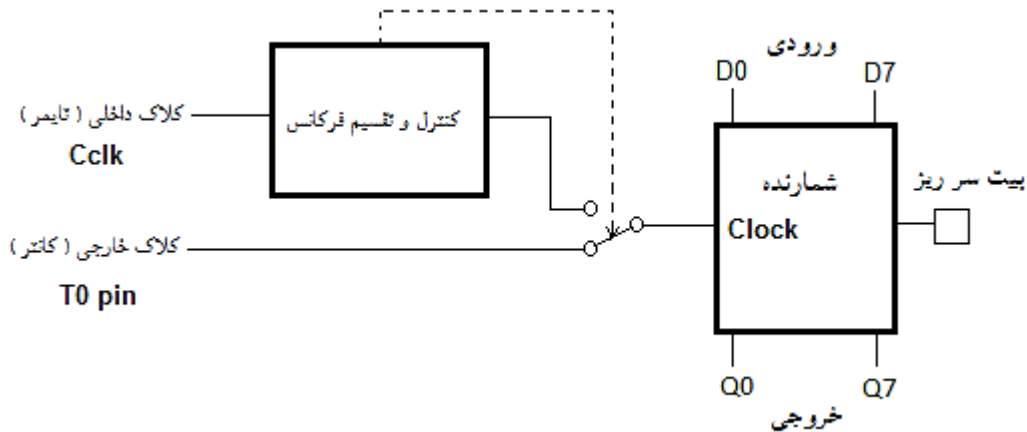 ورودی
D0 D7
کنترل و تقسیم فرکانس
کلاک داخلی ( تایمر )
Cclk
شمارنده
Clock
بیت سر ریز
کلاک خارجی ( کانتر )
T0 pin
Q0 Q7
خروجی